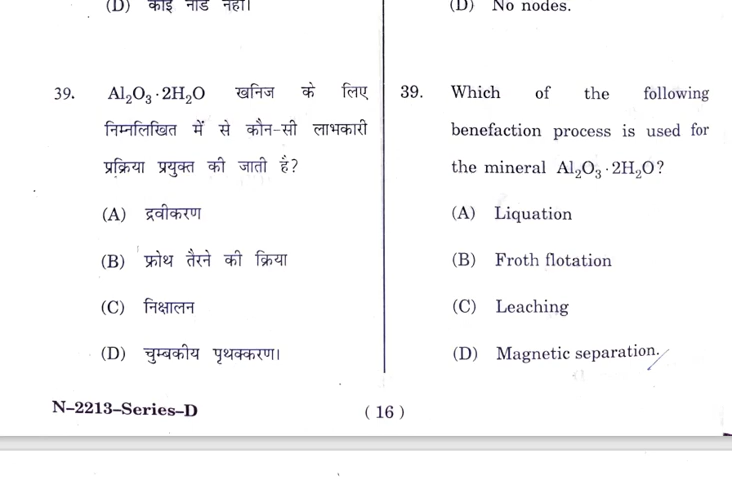 (D) कोई नोड नहीं।
39. Al₂O₃·2H₂O खनिज के लिए
निम्नलिखित में से कौन-सी लाभकारी
प्रक्रिया प्रयुक्त की जाती है?
(A) द्रवीकरण
(B) फ्रोथ तैरने की क्रिया
(C) निक्षालन
(D) चुम्बकीय पृथक्करण।
(D) No nodes.
39. Which of the following
benefaction process is used for
the mineral Al₂O₃·2H₂O?
(A) Liquation
(B) Froth flotation
(C) Leaching
(D) Magnetic separation.
N–2213–Series–D
( 16 )